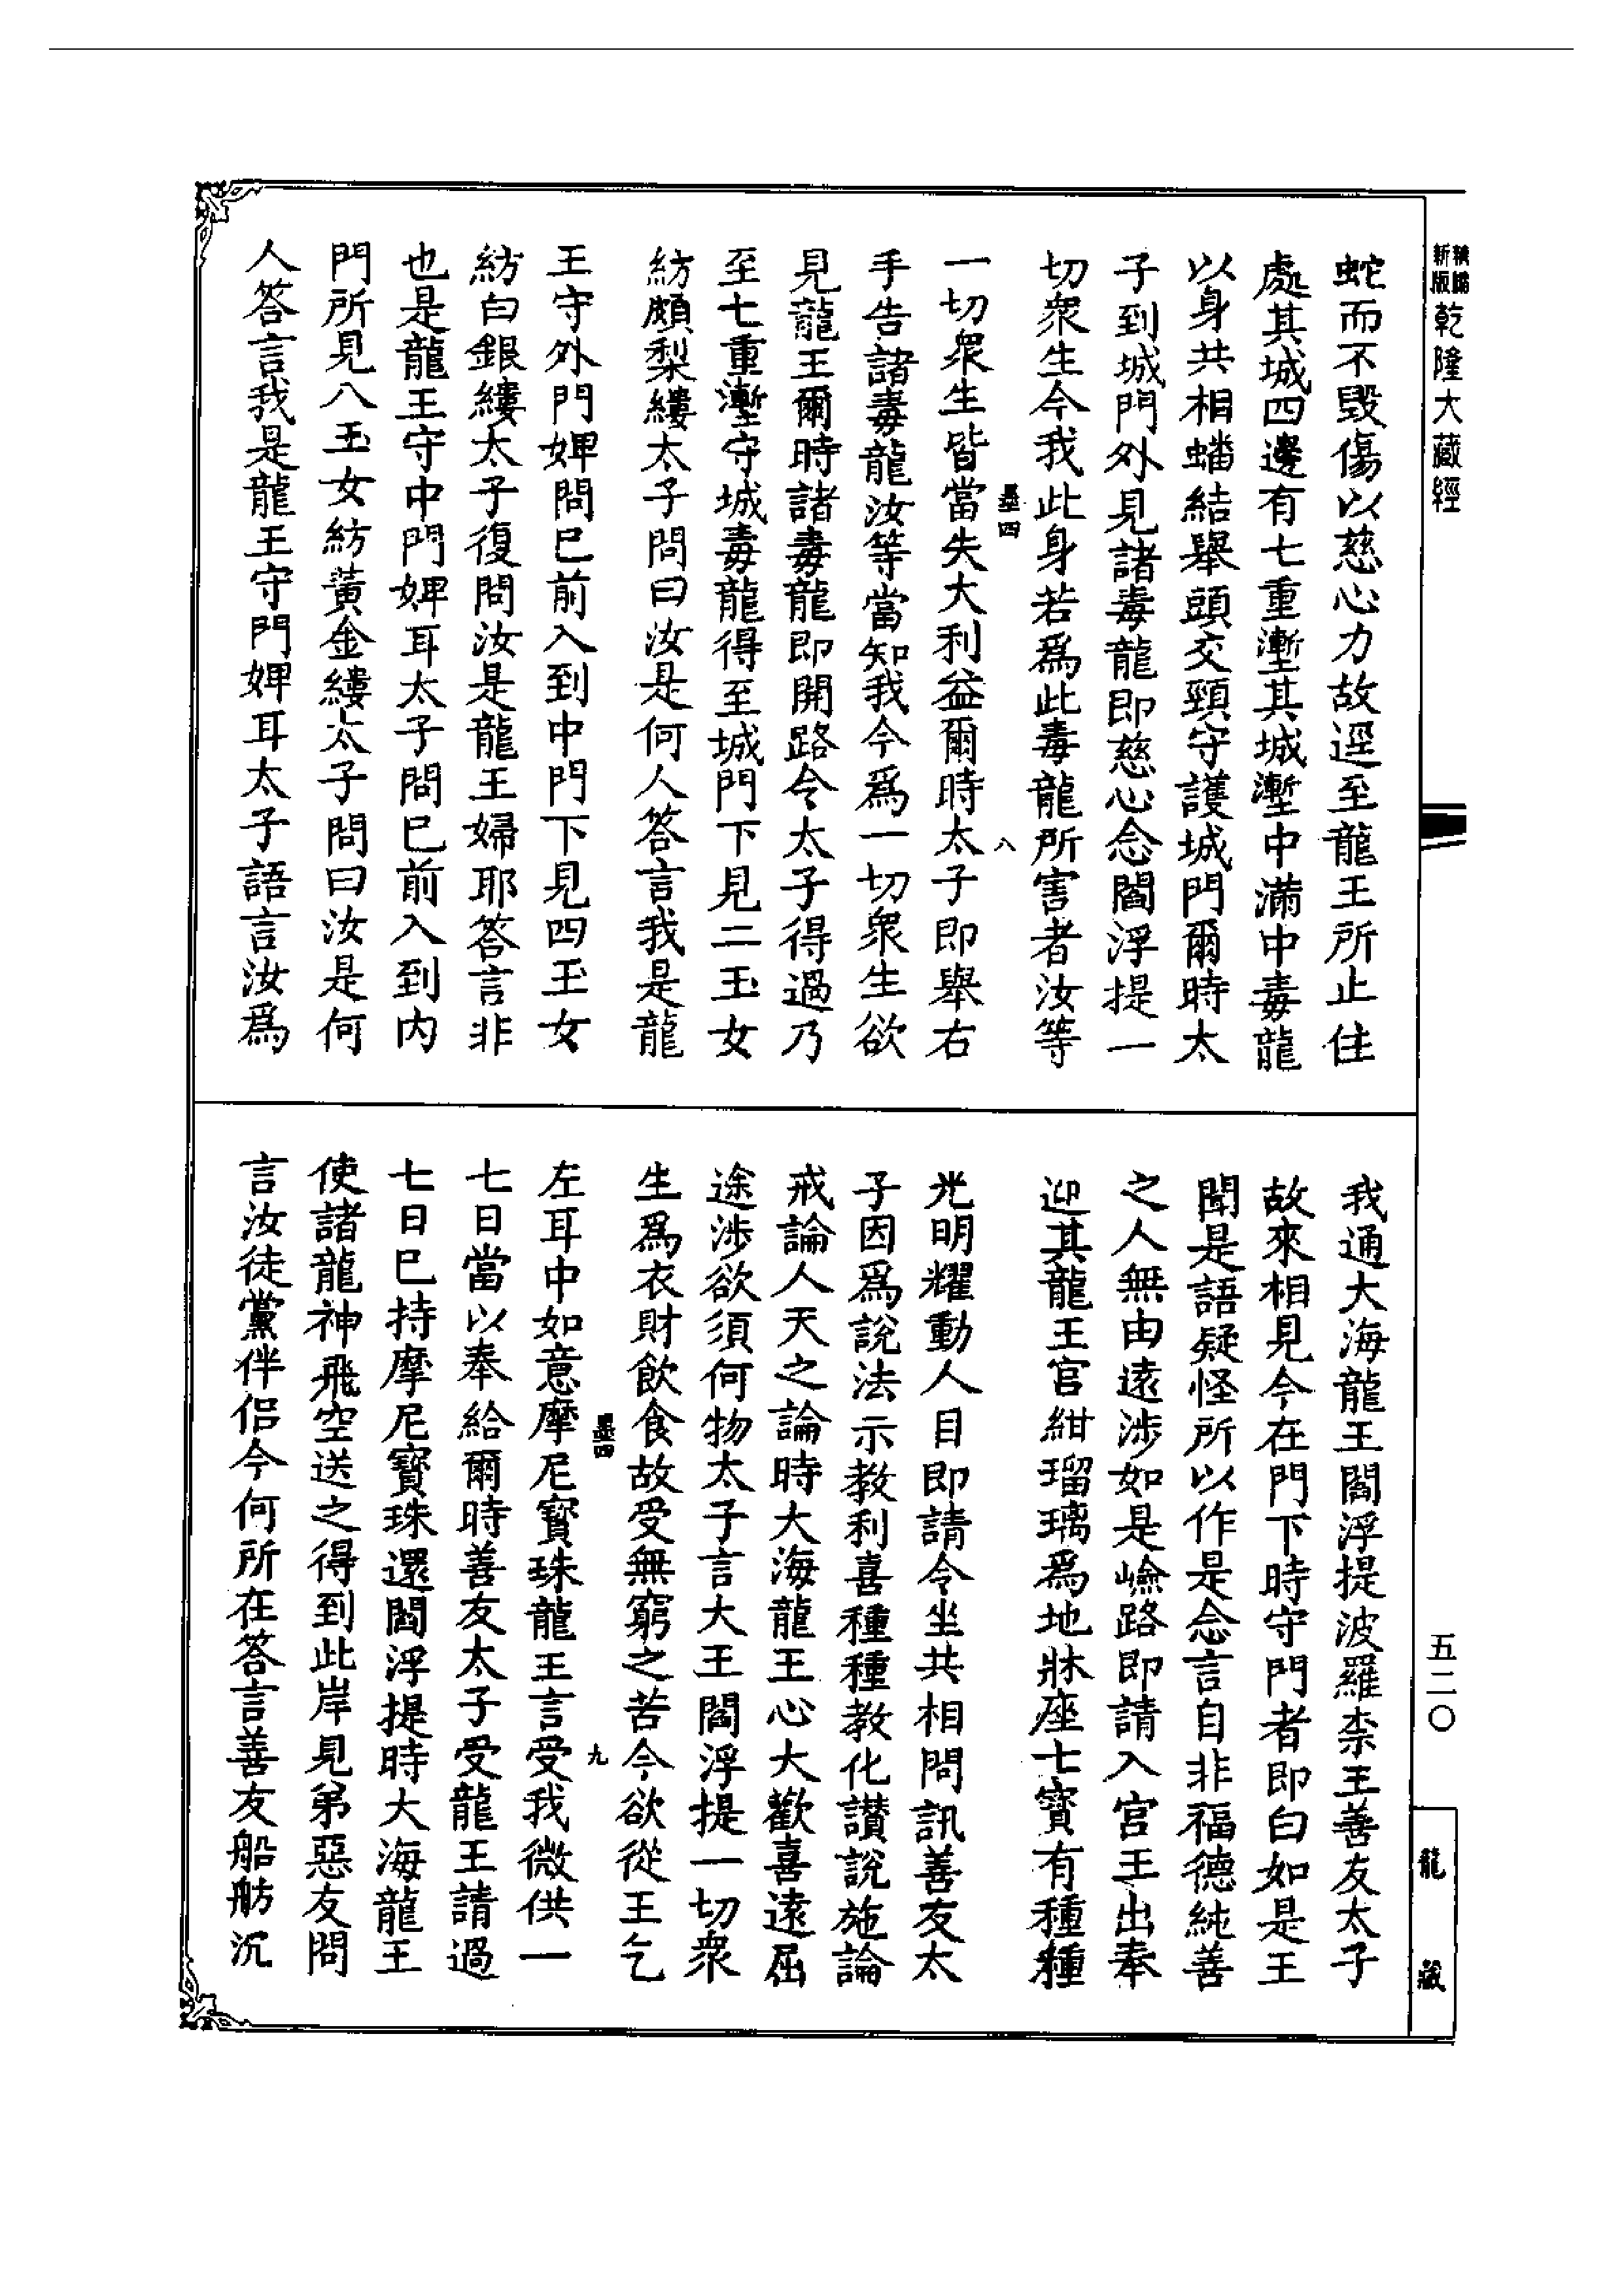 新版精縮
乾隆大藏經
蛇而不毀傷以慈心力故逕至龍王所止住
處其城四邊有七重塹其城塹中滿中毒龍
以身共相蟠結舉頭交頸守護城門爾時太
子到城門外見諸毒龍即慈心念閻浮提一
切衆生今我此身若爲此毒龍所害者汝等
墨四
八
一切衆生皆當失大利益爾時太子即舉右
手告諸毒龍汝等當知我今爲一切衆生欲
見龍王爾時諸毒龍即開路令太子得過乃
至七重塹守城毒龍得至城門下見二玉女
紡頗梨縷太子問曰汝是何人答言我是龍
王守外門婢問已前入到中門下見四玉女
紡白銀縷太子復問汝是龍王婦耶答言非
也是龍王守中門婢耳太子問已前入到内
門所見八玉女紡黃金縷太子問曰汝是何
人答言我是龍王守門婢耳太子語言汝爲
我通大海龍王閻浮提波羅柰王善友太子
故來相見今在門下時守門者即白如是王
聞是語疑怪所以作是念言自非福德純善
之人無由遠涉如是嶮路即請入宮王出奉
迎其龍王宮紺瑠璃爲地牀座七寶有種種
光明耀動人目即請令坐共相問訊善友太
子因爲說法示教利喜種種教化讚說施論
戒論人天之論時大海龍王心大歡喜遠屈
途涉欲須何物太子言大王閻浮提一切衆
生爲衣財飲食故受無窮之苦今欲從王乞
墨四
九
左耳中如意摩尼寶珠龍王言受我微供一
七日當以奉給爾時善友太子受龍王請過
七日已持摩尼寶珠還閻浮提時大海龍王
使諸龍神飛空送之得到此岸見弟惡友問
言汝徒黨伴侶今何所在答言善友船舫沉
五二〇
龍藏